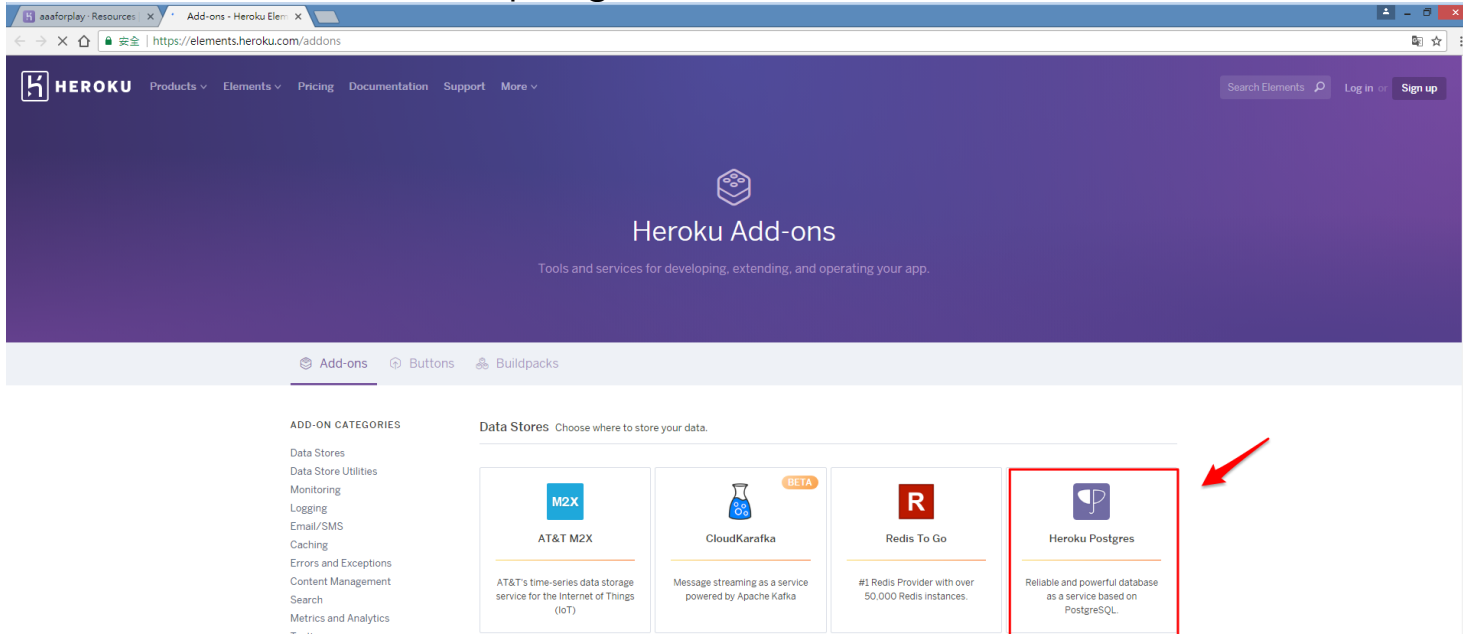 aaaforplay · Resources
Add-ons - Heroku Elem
安全 | https://elements.heroku.com/addons
HEROKU Products Elements Pricing Documentation Support More Search Elements Log in or Sign up
Heroku Add-ons
Tools and services for developing, extending, and operating your app.
Add-ons Buttons Buildpacks
ADD-ON CATEGORIES
Data Stores
Data Store Utilities
Monitoring
Logging
Email/SMS
Caching
Errors and Exceptions
Content Management
Search
Metrics and Analytics
Data Stores Choose where to store your data.
M2X
AT&T M2X
AT&T's time-series data storage
service for the Internet of Things
(IoT)
BETA
CloudKarafka
Message streaming as a service
powered by Apache Kafka
R
Redis To Go
#1 Redis Provider with over
50,000 Redis instances.
Heroku Postgres
Reliable and powerful database
as a service based on
PostgreSQL.